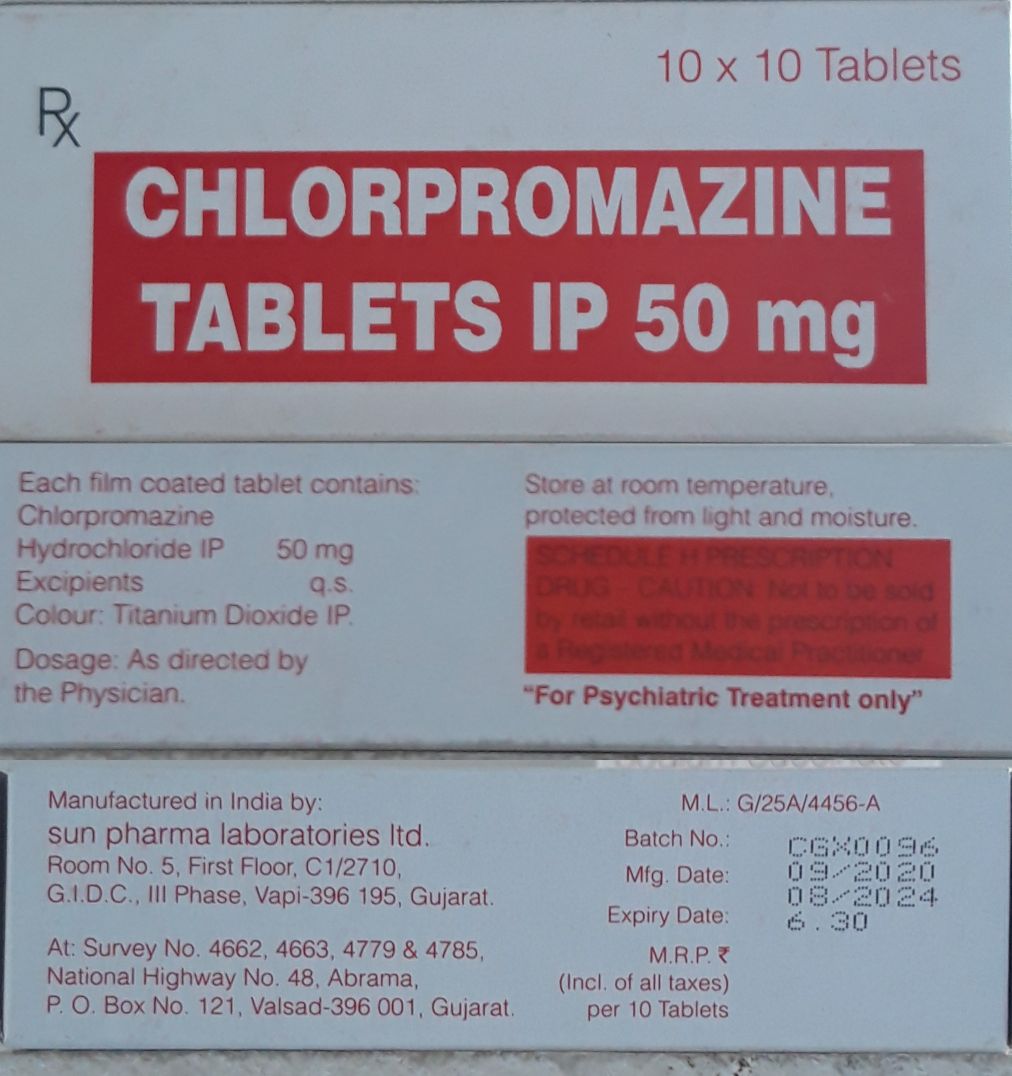 10 x 10 Tablets
Rx
CHLORPROMAZINE
TABLETS IP 50 mg
Each film coated tablet contains:
Chlorpromazine
Hydrochloride IP 50 mg
Excipients q.s.
Colour: Titanium Dioxide IP.
Dosage: As directed by
the Physician.
Store at room temperature,
protected from light and moisture.
SCHEDULE H PRESCRIPTION
DRUG - CAUTION: Not to be sold
by retail without the prescription of
a Registered Medical Practitioner
"For Psychiatric Treatment only"
Manufactured in India by:
sun pharma laboratories ltd.
Room No. 5, First Floor, C1/2710,
G.I.D.C., III Phase, Vapi-396 195, Gujarat.
At: Survey No. 4662, 4663, 4779 & 4785,
National Highway No. 48, Abrama,
P. O. Box No. 121, Valsad-396 001, Gujarat.
M.L.: G/25A/4456-A
Batch No.: CGX0096
Mfg. Date: 09/2020
Expiry Date: 08/2024
M.R.P. ₹ 6.30
(Incl. of all taxes)
per 10 Tablets